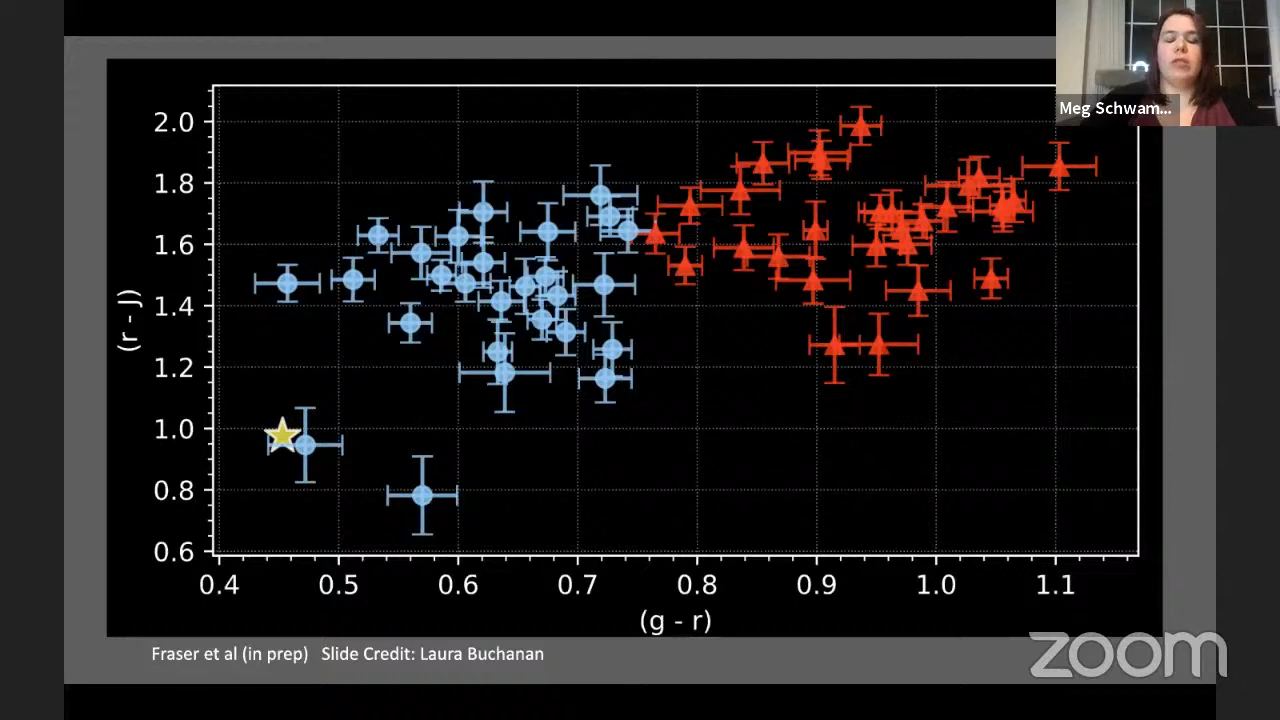 Meg Schwam...
2.0
1.8
1.6
1.4
1.2
1.0
0.8
0.6
(r - J)
0.4 0.5 0.6 0.7 0.8 0.9 1.0 1.1
(g - r)
Fraser et al (in prep) Slide Credit: Laura Buchanan
zoom